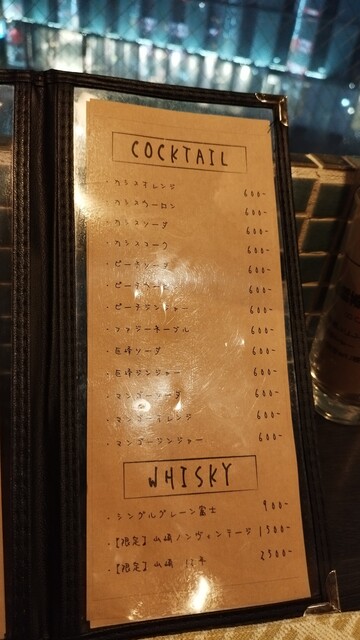 COCKTAIL
・カシスオレンジ 600-
・カシスウーロン 600-
・カシスソーダ 600-
・カシスコーク 600-
・ピーチソーダ 600-
・ピーチ 600-
・ピーチジンジャー 600-
・ファジーネーブル 600-
・巨峰ソーダ 600-
・巨峰ジンジャー 600-
・マンゴーソーダ 600-
・マンゴーオレンジ 600-
・マンゴージンジャー 600-
WHISKY
・シングルグレーン富士 900-
・【限定】山崎ノンヴィンテージ 1500-
・【限定】山崎 12年 2500-